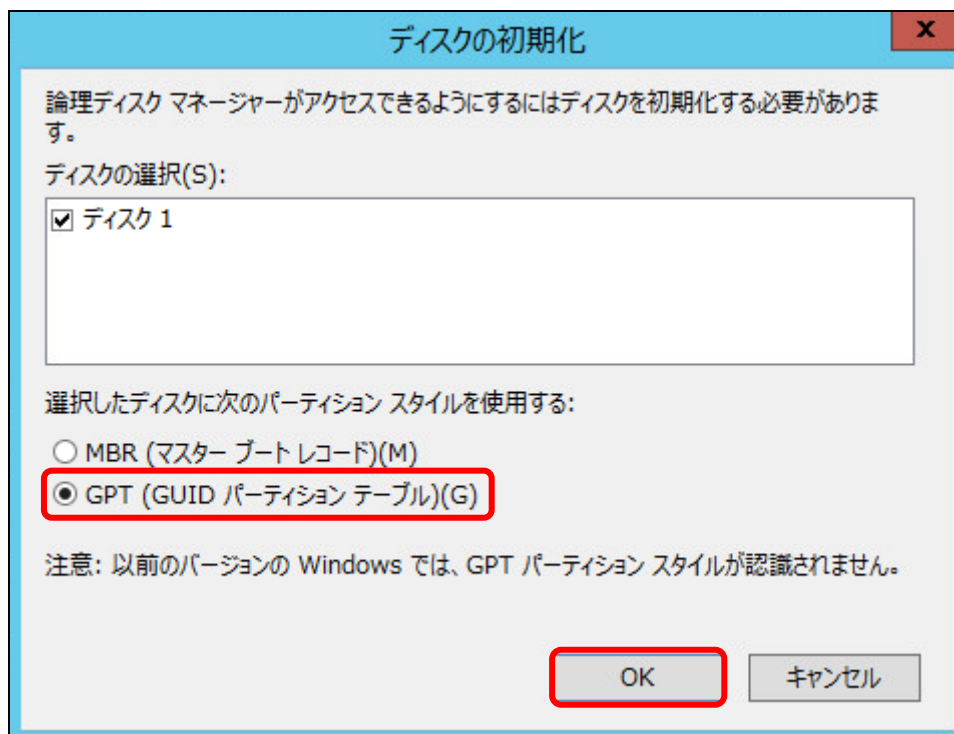 ディスクの初期化
x
論理ディスク マネージャーがアクセスできるようにするにはディスクを初期化する必要がありま
す。
ディスクの選択(S):
ディスク 1
選択したディスクに次のパーティション スタイルを使用する:
MBR (マスター ブート レコード)(M)
GPT (GUID パーティション テーブル)(G)
注意: 以前のバージョンの Windows では、GPT パーティション スタイルが認識されません。
OK
キャンセル